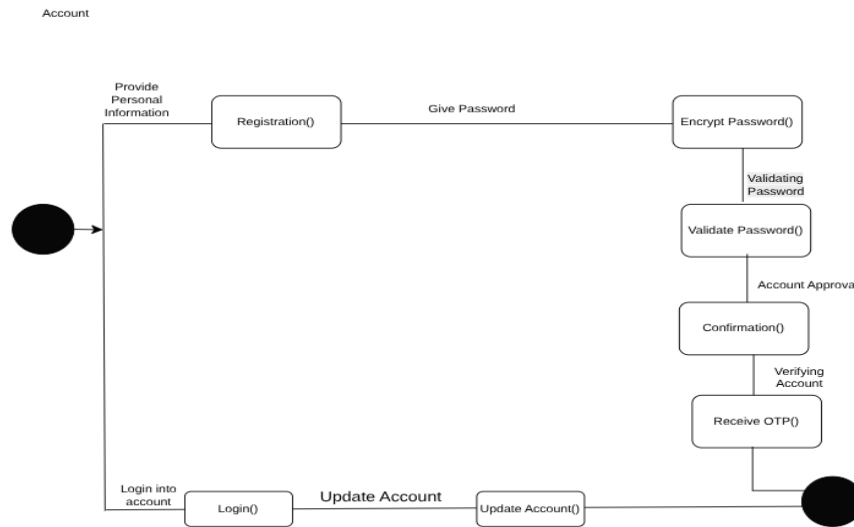 Account
Provide
Personal
Information
Registration()
Give Password
Encrypt Password()
Validating
Password
Validate Password()
Account Approva
Confirmation()
Verifying
Account
Receive OTP()
Login into
account
Login()
Update Account
Update Account()